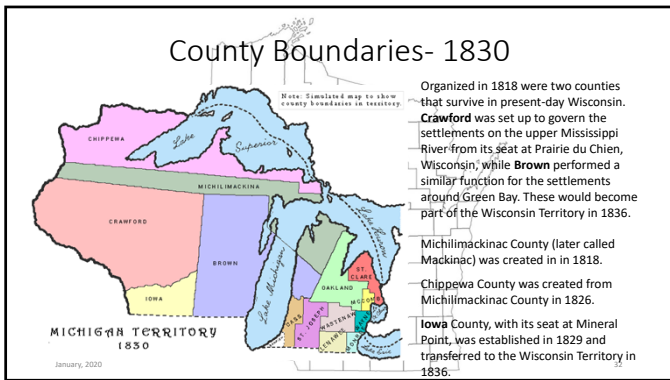 County Boundaries- 1830
Note: Simulated map to show
county boundaries in territory.
CHIPPEWA
Lake
Superior
MICHILIMACKINA
CRAWFORD
BROWN
IOWA
Lake Michigan
Lake Huron
ST.
CLARE
OAKLAND
MACOMB
CASS
ST. JOSEPH
WASHTENAW
LENAWEE
MONROE
MICHIGAN TERRITORY
1830
Organized in 1818 were two counties
that survive in present-day Wisconsin.
Crawford was set up to govern the
settlements on the upper Mississippi
River from its seat at Prairie du Chien,
Wisconsin, while Brown performed a
similar function for the settlements
around Green Bay. These would become
part of the Wisconsin Territory in 1836.
Michilimackinac County (later called
Mackinac) was created in in 1818.
Chippewa County was created from
Michilimackinac County in 1826.
Iowa County, with its seat at Mineral
Point, was established in 1829 and
transferred to the Wisconsin Territory in
1836.
January, 2020
32